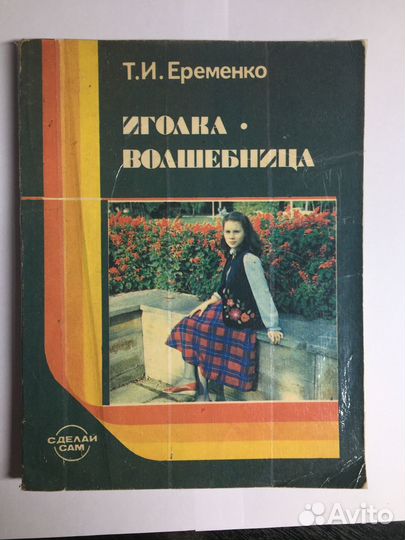 Т.И. Еременко
ИГОЛКА •
ВОЛШЕБНИЦА
СДЕЛАЙ
САМ
Avito